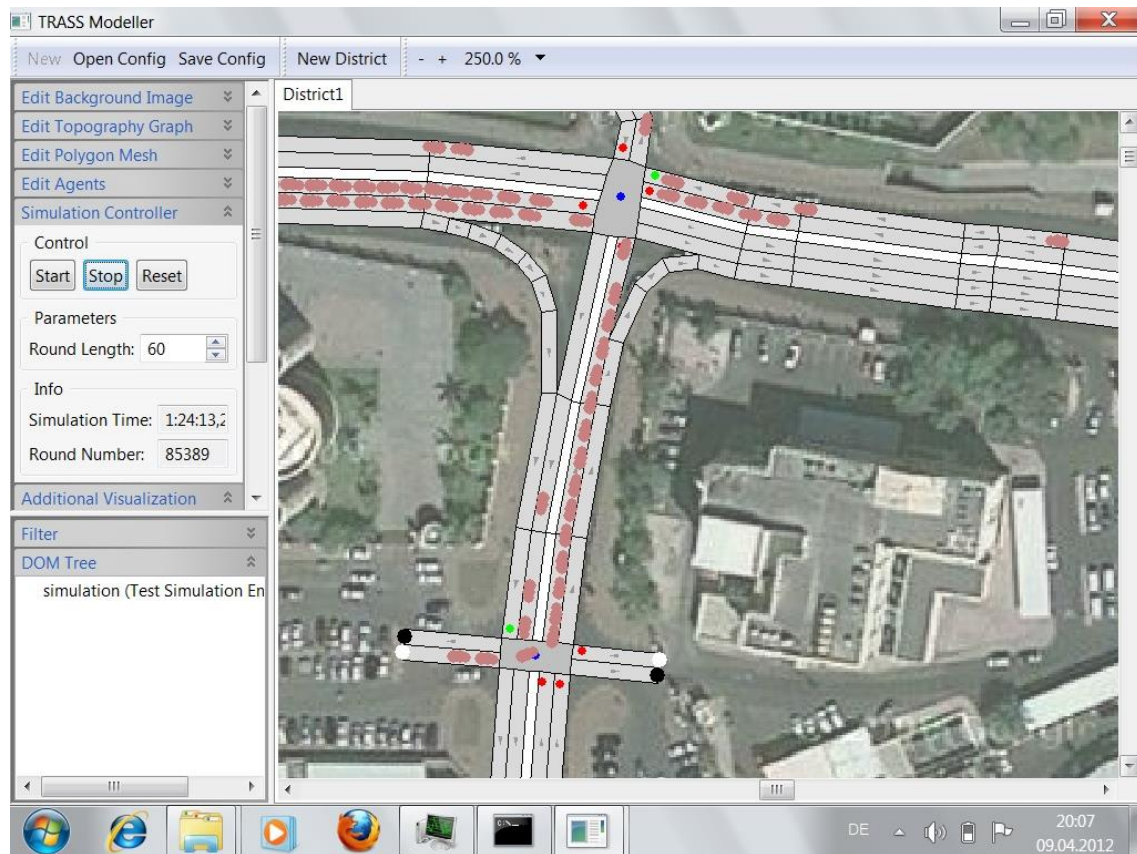 TRASS Modeller
New Open Config Save Config New District - + 250.0 %
Edit Background Image
Edit Topography Graph
Edit Polygon Mesh
Edit Agents
Simulation Controller
Control
Start Stop Reset
Parameters
Round Length: 60
Info
Simulation Time: 1:24:13,2
Round Number: 85389
Additional Visualization
Filter
DOM Tree
simulation (Test Simulation En
District1
DE
20:07
09.04.2012